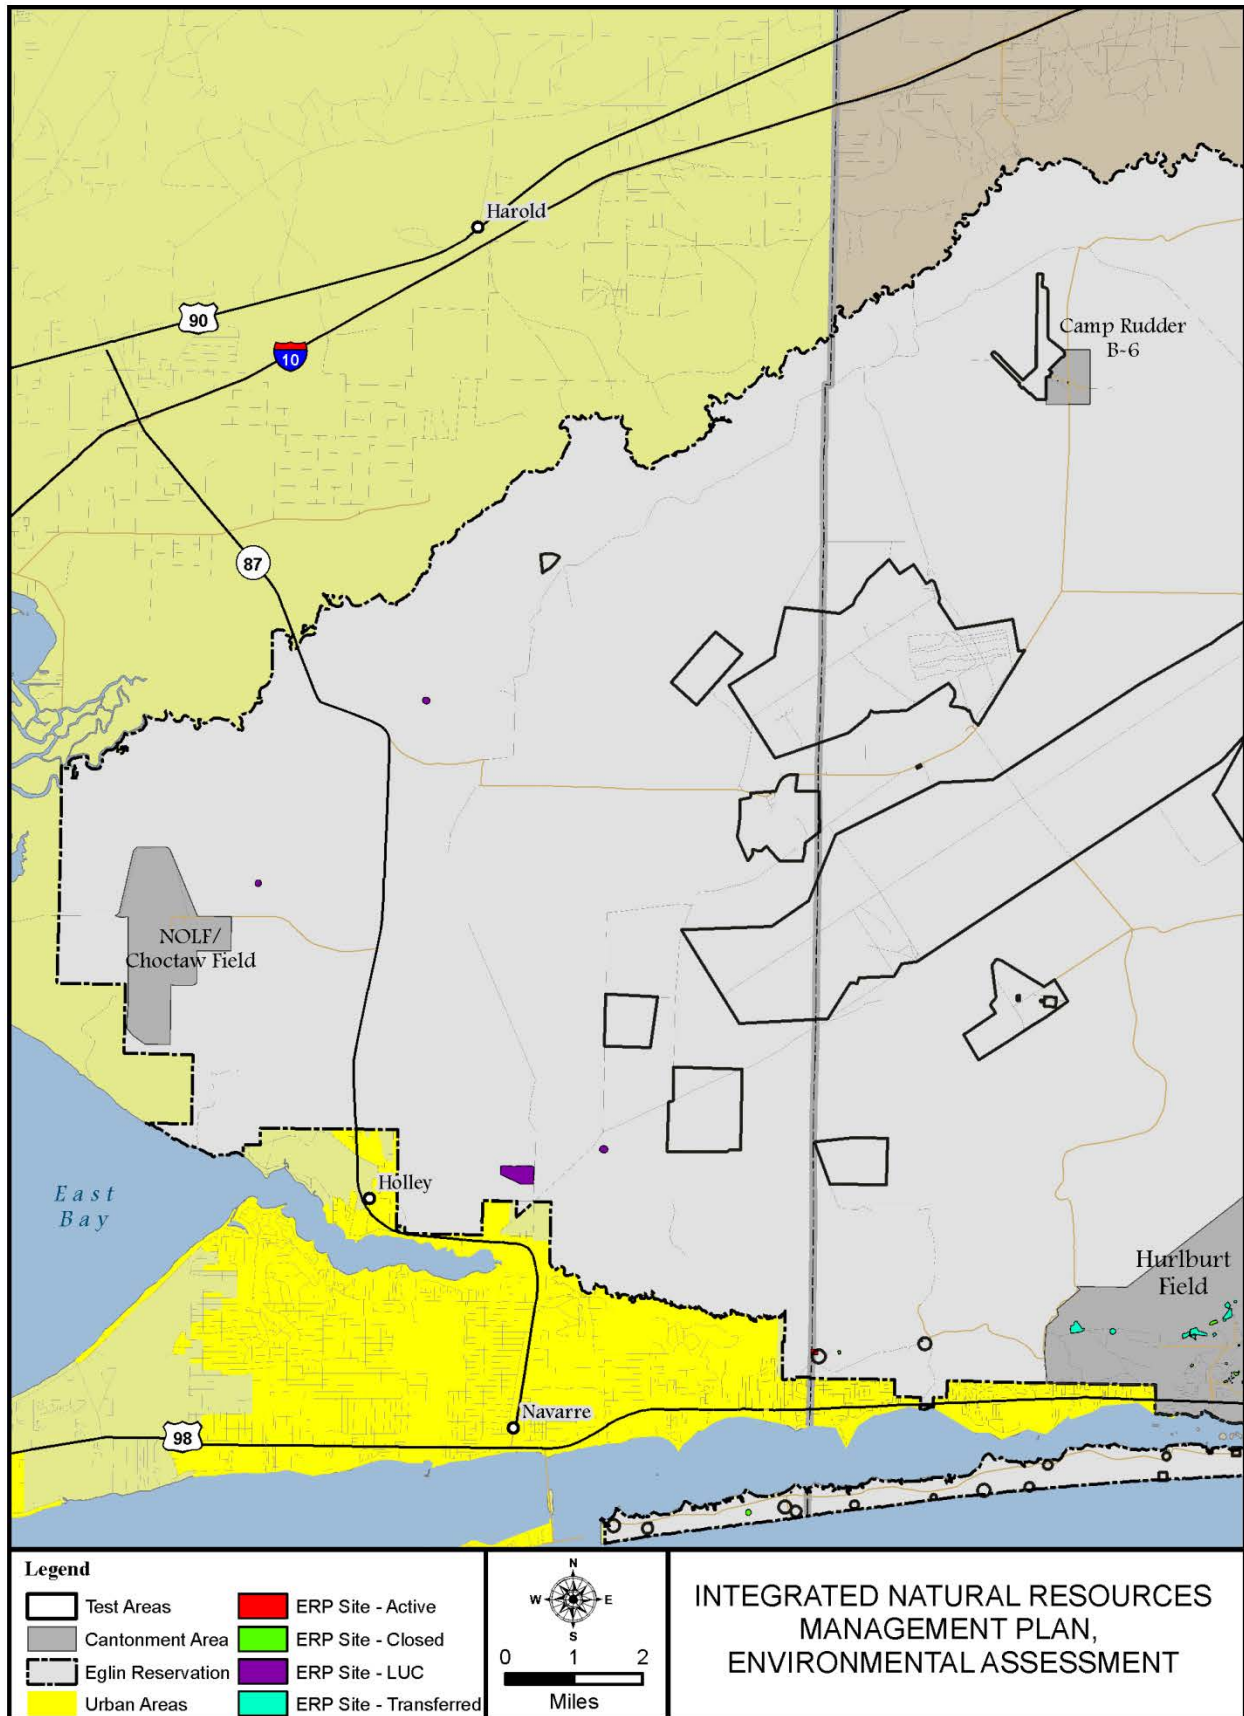 Harold
90
10
Camp Rudder
B-6
87
NOLF/
Choctaw Field
East
Bay
Holley
Hurlburt
Field
Navarre
98
Legend
Test Areas
Cantonment Area
Eglin Reservation
Urban Areas
ERP Site - Active
ERP Site - Closed
ERP Site - LUC
ERP Site - Transferred
N
W E
S
0 1 2
Miles
INTEGRATED NATURAL RESOURCES
MANAGEMENT PLAN,
ENVIRONMENTAL ASSESSMENT